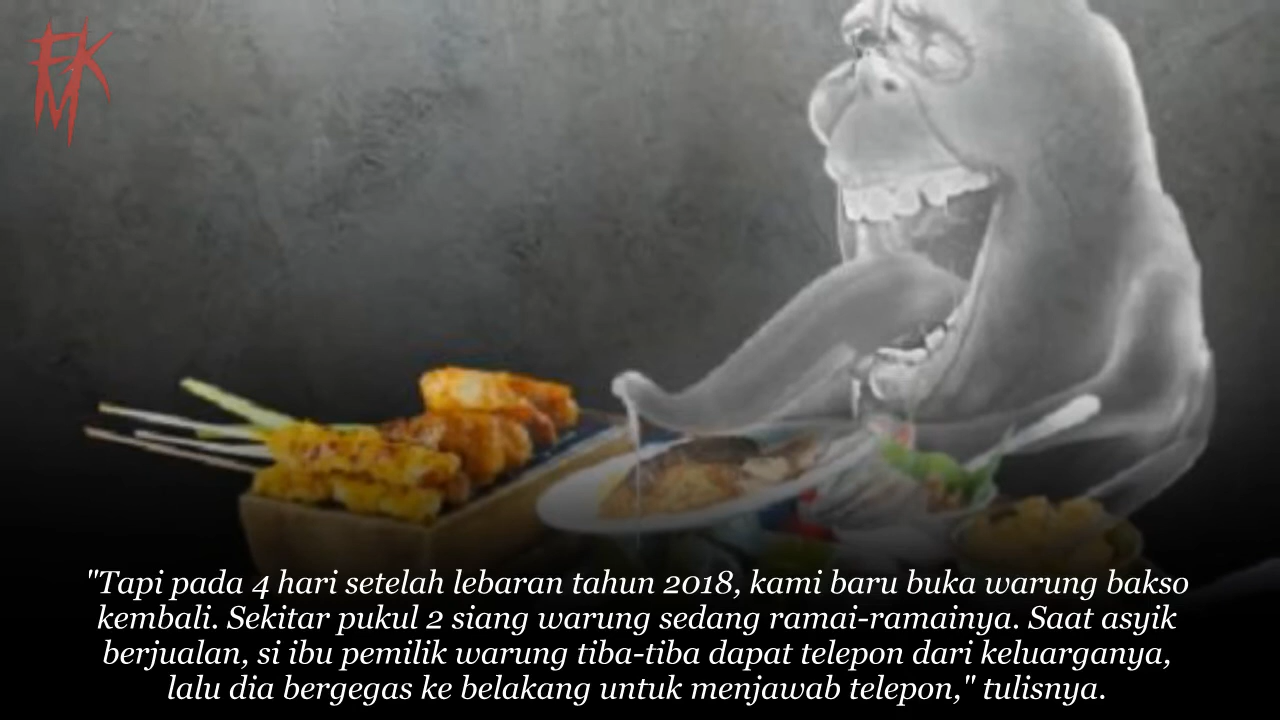 FKM
"Tapi pada 4 hari setelah lebaran tahun 2018, kami baru buka warung bakso
kembali. Sekitar pukul 2 siang warung sedang ramai-ramainya. Saat asyik
berjualan, si ibu pemilik warung tiba-tiba dapat telepon dari keluarganya,
lalu dia bergegas ke belakang untuk menjawab telepon," tulisnya.